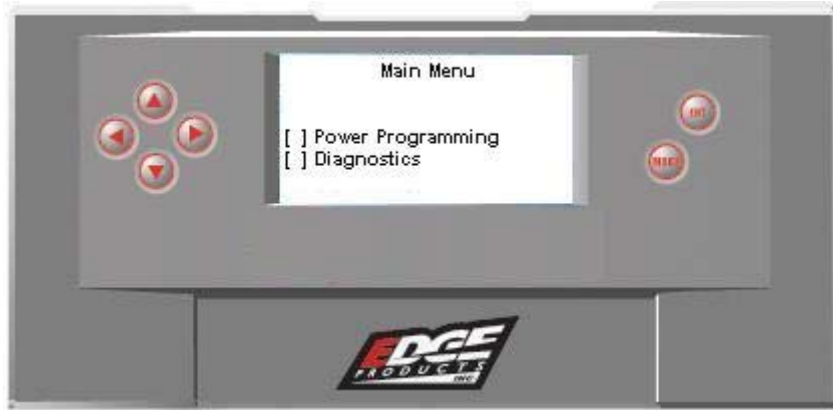 Main Menu
[ ] Power Programming
[ ] Diagnostics
EDGE
PRODUCTS
INC